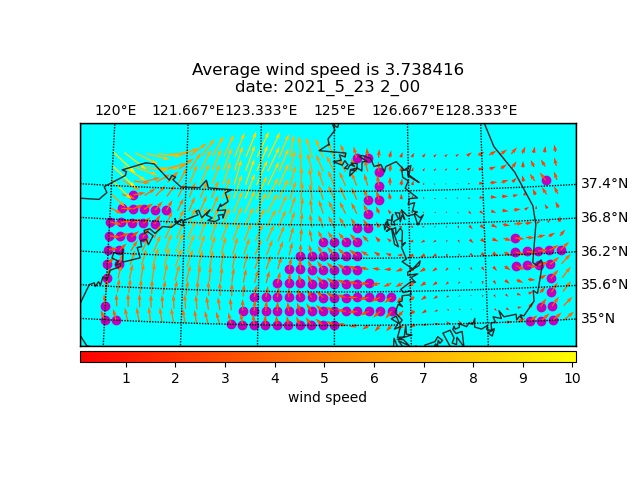 Average wind speed is 3.738416
date: 2021_5_23 2_00
120°E 121.667°E 123.333°E 125°E 126.667°E 128.333°E
37.4°N
36.8°N
36.2°N
35.6°N
35°N
1 2 3 4 5 6 7 8 9 10
wind speed